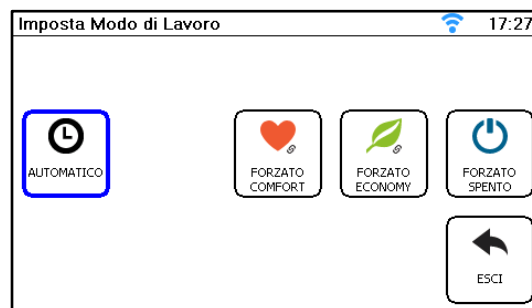 Imposta Modo di Lavoro 17:27
AUTOMATICO
FORZATO
COMFORT
FORZATO
ECONOMY
FORZATO
SPENTO
ESCI